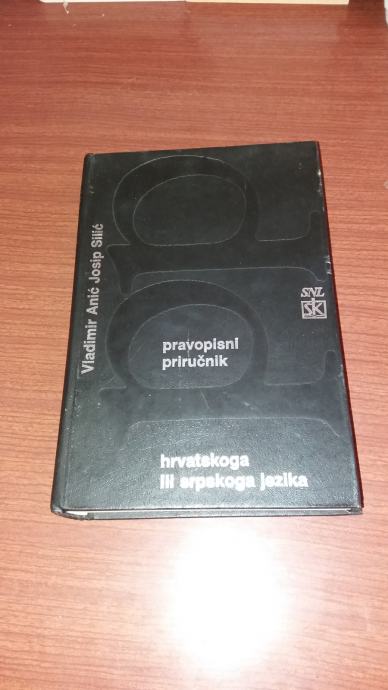 Vladimir Anić Josip Silić
SNL
SK
pravopisni
priručnik
hrvatskoga
ili srpskoga jezika